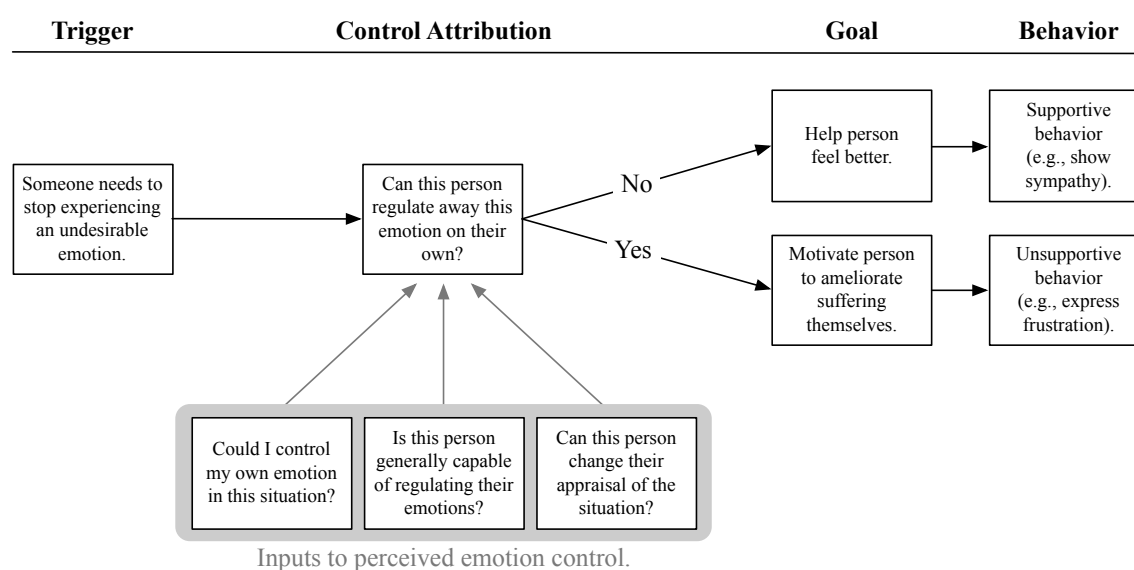 Trigger
Control Attribution
Goal
Behavior
Someone needs to
stop experiencing
an undesirable
emotion.
Can this person
regulate away this
emotion on their
own?
No
Yes
Help person
feel better.
Supportive
behavior
(e.g., show
sympathy).
Motivate person
to ameliorate
suffering
themselves.
Unsupportive
behavior
(e.g., express
frustration).
Could I control
my own emotion
in this situation?
Is this person
generally capable
of regulating their
emotions?
Can this person
change their
appraisal of the
situation?
Inputs to perceived emotion control.